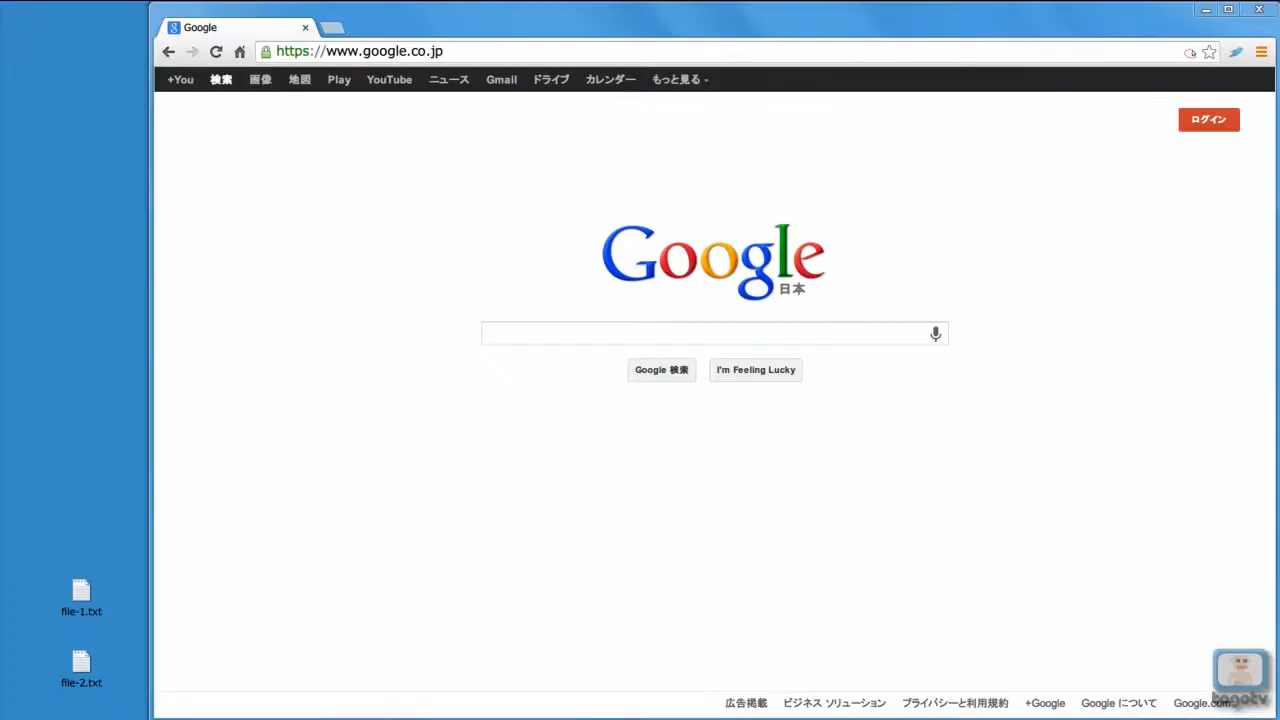 Google
https://www.google.co.jp
+You 検索 画像 地図 Play YouTube ニュース Gmail ドライブ カレンダー もっと見る
ログイン
Google
日本
Google 検索 I'm Feeling Lucky
file-1.txt
file-2.txt
広告掲載 ビジネス ソリューション プライバシーと利用規約 +Google Google について Google.com
togotv